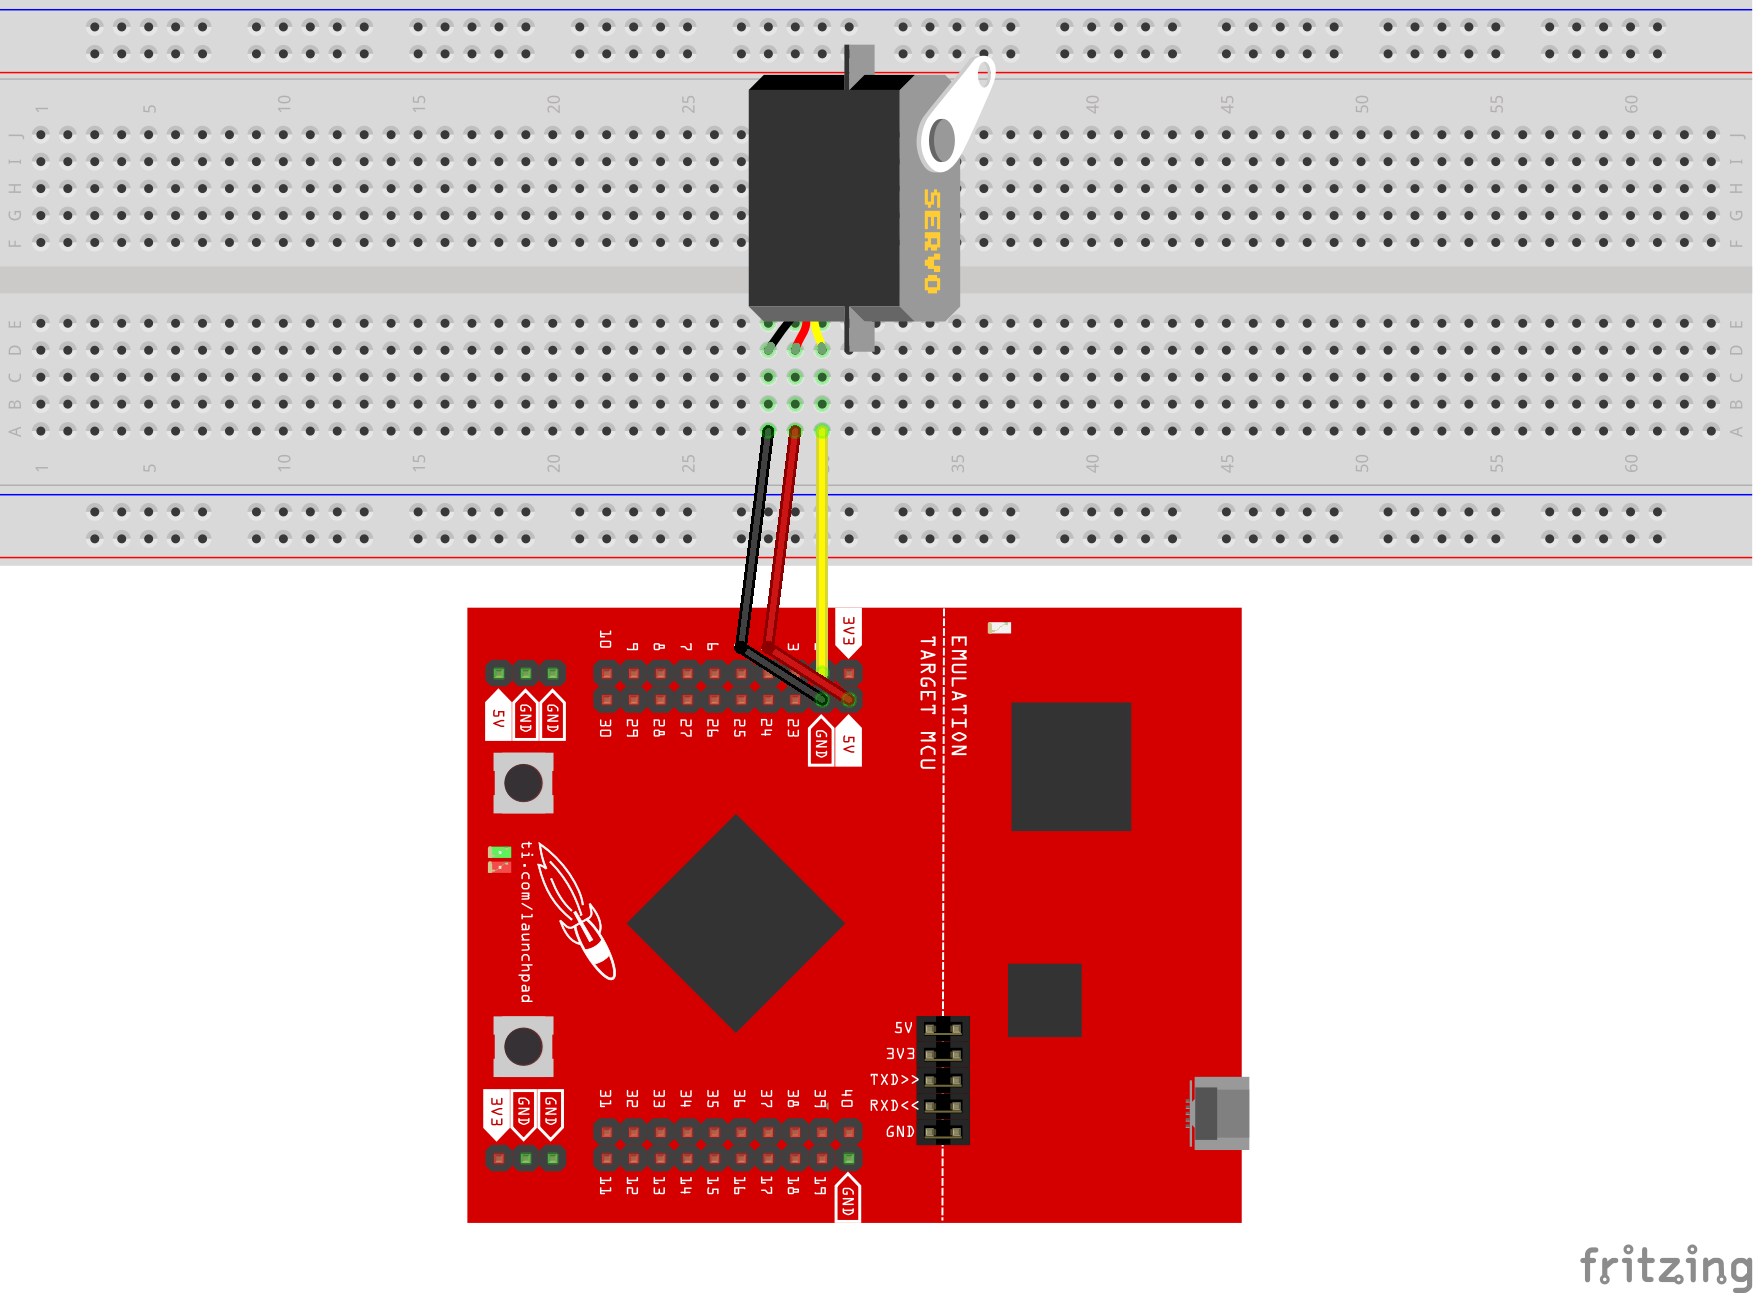 1 5 10 15 20 25 40 45 50 55 60
J J
I I
H H
G G
F F
SERVO
E E
D D
C C
B B
A A
1 5 10 15 20 25 35 40 45 50 55 60
10 9 8 7 6 3 3V3
TARGET MCU
EMULATION
5V GND GND
30 29 28 27 26 25 24 23 GND 5V
ti.com/launchpad
5V
3V3
TXD>>
RXD<<
GND
3V3 GND GND
31 32 33 34 35 36 37 38 39 40
11 12 13 14 15 16 17 18 19 GND
fritzing